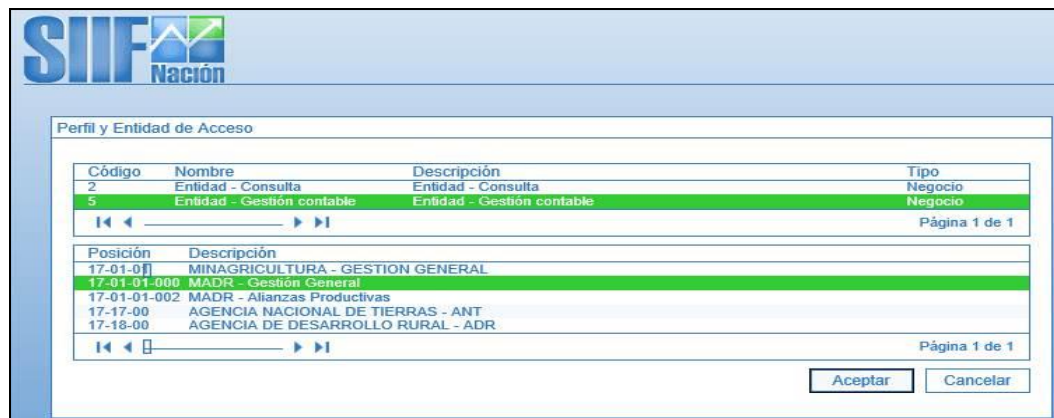 SIIF
Nación
Perfil y Entidad de Acceso
Código Nombre Descripción Tipo
2 Entidad - Consulta Entidad - Consulta Negocio
5 Entidad - Gestión contable Entidad - Gestión contable Negocio
Página 1 de 1
Posición Descripción
17-01-01 MINAGRICULTURA - GESTION GENERAL
17-01-01-000 MADR - Gestión General
17-01-01-002 MADR - Alianzas Productivas
17-17-00 AGENCIA NACIONAL DE TIERRAS - ANT
17-18-00 AGENCIA DE DESARROLLO RURAL - ADR
Página 1 de 1
Aceptar Cancelar